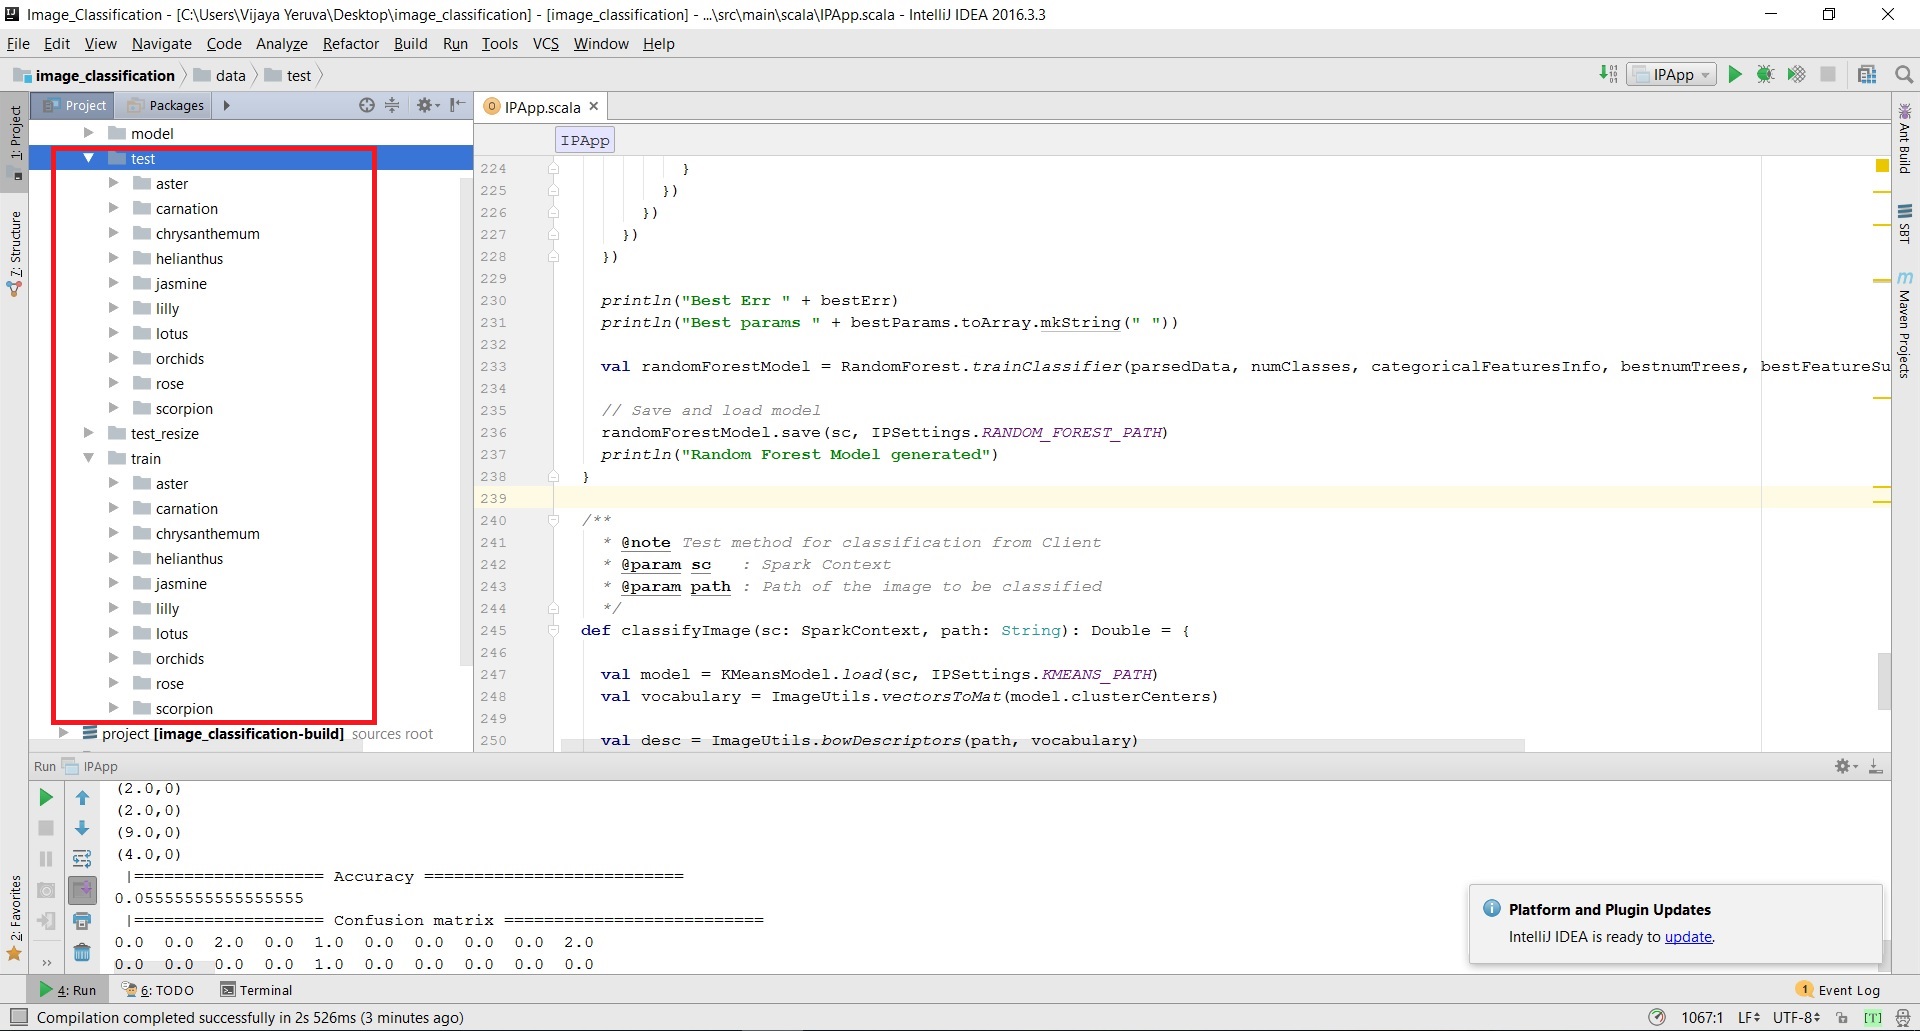 Image_Classification - [C:\Users\Vijaya Yeruva\Desktop\image_classification] - [image_classification] - ...\src\main\scala\IPApp.scala - IntelliJ IDEA 2016.3.3
File Edit View Navigate Code Analyze Refactor Build Run Tools VCS Window Help
image_classification data test
IPApp
1: Project
7: Structure
2: Favorites
Project Packages
model
test
aster
carnation
chrysanthemum
helianthus
jasmine
lilly
lotus
orchids
rose
scorpion
test_resize
train
aster
carnation
chrysanthemum
helianthus
jasmine
lilly
lotus
orchids
rose
scorpion
project [image_classification-build] sources root
IPApp.scala
IPApp
224 }
225 })
226 })
227 })
228 })
229
230 println("Best Err " + bestErr)
231 println("Best params " + bestParams.toArray.mkString(" "))
232
233 val randomForestModel = RandomForest.trainClassifier(parsedData, numClasses, categoricalFeaturesInfo, bestnumTrees, bestFeatureSu
234
235 // Save and load model
236 randomForestModel.save(sc, IPSettings.RANDOM_FOREST_PATH)
237 println("Random Forest Model generated")
238 }
239
240 /**
241 * @note Test method for classification from Client
242 * @param sc : Spark Context
243 * @param path : Path of the image to be classified
244 */
245 def classifyImage(sc: SparkContext, path: String): Double = {
246
247 val model = KMeansModel.load(sc, IPSettings.KMEANS_PATH)
248 val vocabulary = ImageUtils.vectorsToMat(model.clusterCenters)
249
250 val desc = ImageUtils.bowDescriptors(path, vocabulary)
Ant Build
SBT
Maven Projects
Run IPApp
(2.0,0)
(2.0,0)
(9.0,0)
(4.0,0)
|=================== Accuracy ==========================
0.05555555555555555
|=================== Confusion matrix ==========================
0.0 0.0 2.0 0.0 1.0 0.0 0.0 0.0 0.0 2.0
0.0 0.0 0.0 0.0 1.0 0.0 0.0 0.0 0.0 0.0
Platform and Plugin Updates
IntelliJ IDEA is ready to update.
4: Run 6: TODO Terminal
1 Event Log
Compilation completed successfully in 2s 526ms (3 minutes ago)
1067:1 LF UTF-8 [T]